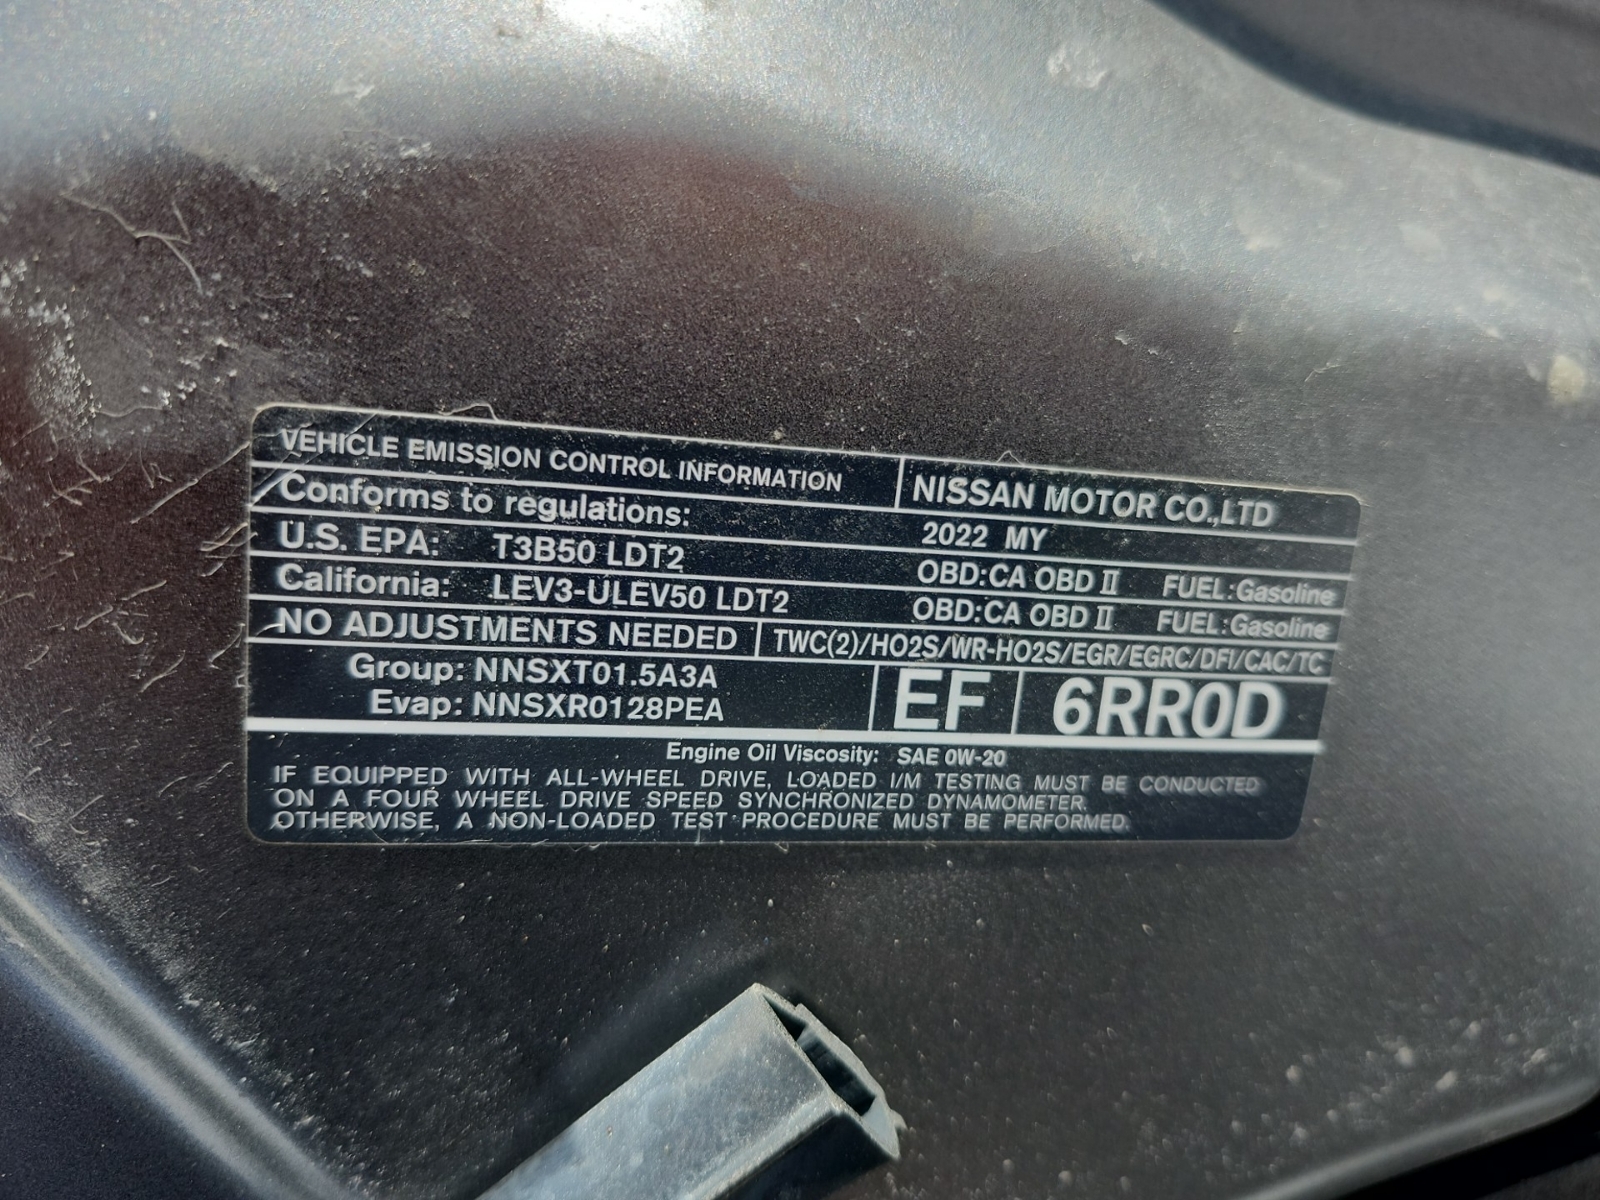 VEHICLE EMISSION CONTROL INFORMATION
NISSAN MOTOR CO.,LTD
Conforms to regulations:
2022 MY
U.S. EPA: T3B50 LDT2 OBD:CA OBD II FUEL:Gasoline
California: LEV3-ULEV50 LDT2 OBD:CA OBD II FUEL:Gasoline
NO ADJUSTMENTS NEEDED
TWC(2)/HO2S/WR-HO2S/EGR/EGRC/DFI/CAC/TC
Group: NNSXT01.5A3A
Evap: NNSXR0128PEA
EF
6RR0D
Engine Oil Viscosity: SAE 0W-20
IF EQUIPPED WITH ALL-WHEEL DRIVE, LOADED I/M TESTING MUST BE CONDUCTED
ON A FOUR WHEEL DRIVE SPEED SYNCHRONIZED DYNAMOMETER.
OTHERWISE, A NON-LOADED TEST PROCEDURE MUST BE PERFORMED.